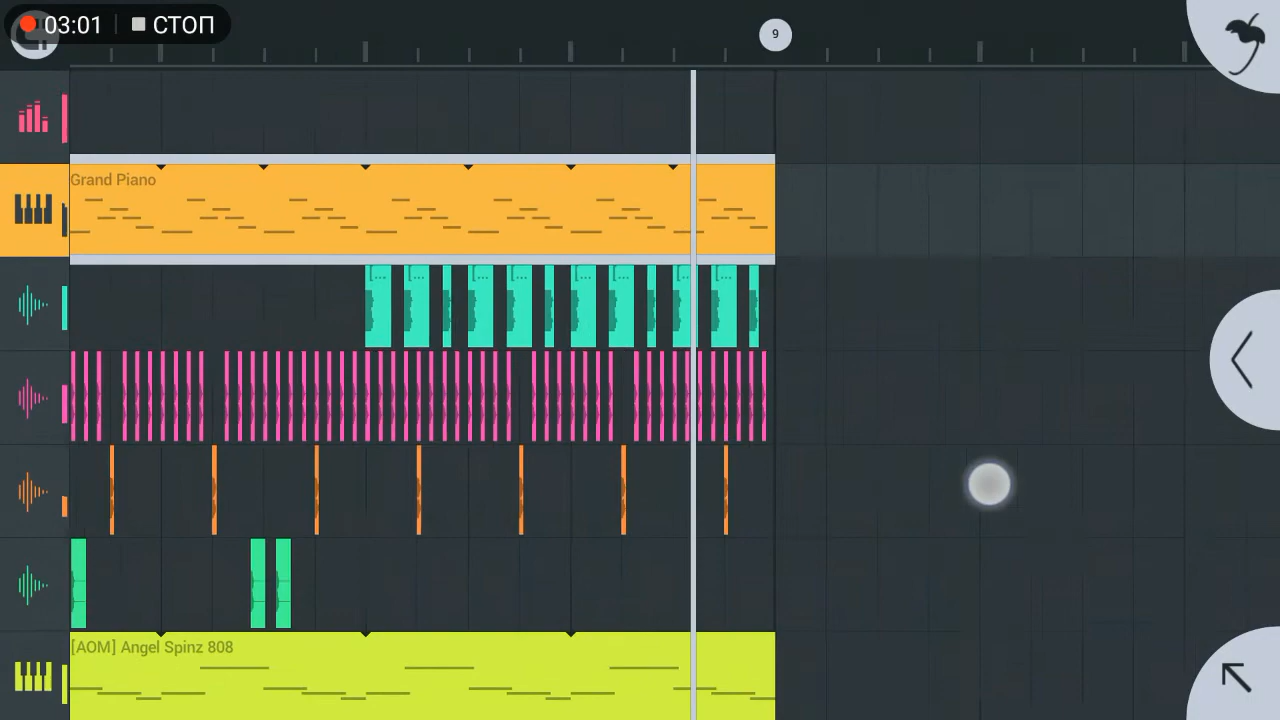 03:01 СТОП
9
Grand Piano
[... [... [... [... [... [... [... [...
[AOM] Angel Spinz 808